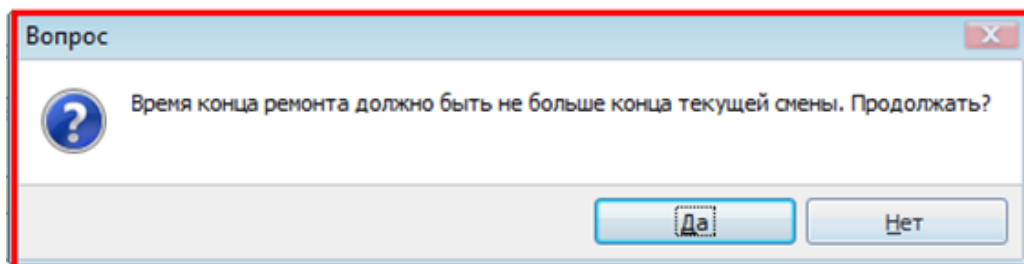 Вопрос
Время конца ремонта должно быть не больше конца текущей смены. Продолжать?
Да
Нет